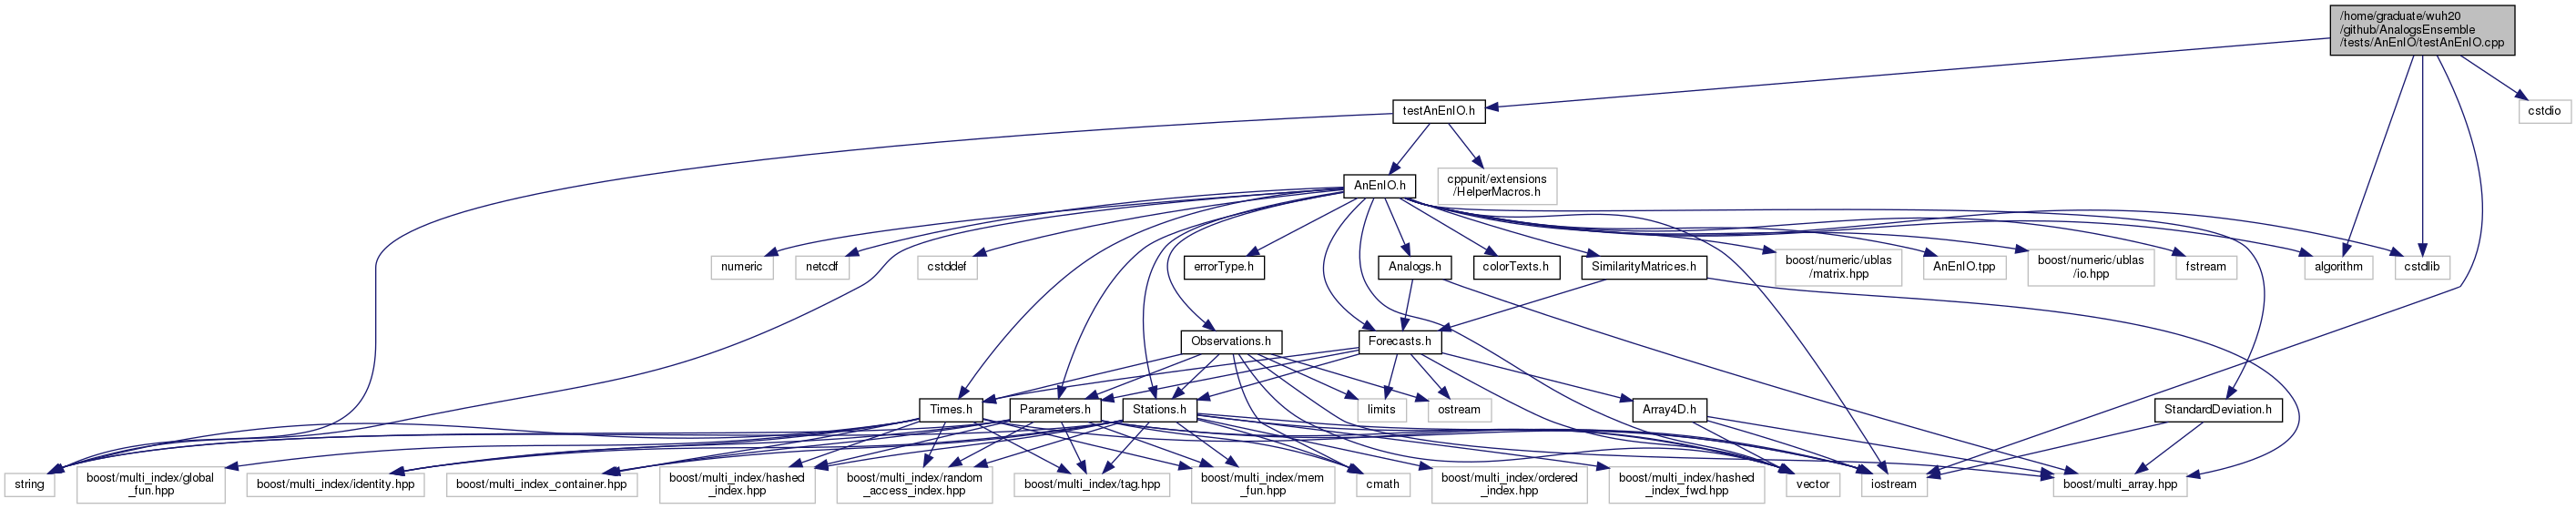 /home/graduate/wuh20
/github/AnalogsEnsemble
/tests/AnEnIO/testAnEnIO.cpp
testAnEnIO.h
cstdio
AnEnIO.h
cppunit/extensions
/HelperMacros.h
numeric
netcdf
cstddef
errorType.h
Analogs.h
colorTexts.h
SimilarityMatrices.h
boost/numeric/ublas
/matrix.hpp
AnEnIO.tpp
boost/numeric/ublas
/io.hpp
fstream
algorithm
cstdlib
Observations.h
Forecasts.h
Times.h
Parameters.h
Stations.h
limits
ostream
Array4D.h
StandardDeviation.h
string
boost/multi_index/global
_fun.hpp
boost/multi_index/identity.hpp
boost/multi_index_container.hpp
boost/multi_index/hashed
_index.hpp
boost/multi_index/random
_access_index.hpp
boost/multi_index/tag.hpp
boost/multi_index/mem
_fun.hpp
cmath
boost/multi_index/ordered
_index.hpp
boost/multi_index/hashed
_index_fwd.hpp
vector
iostream
boost/multi_array.hpp